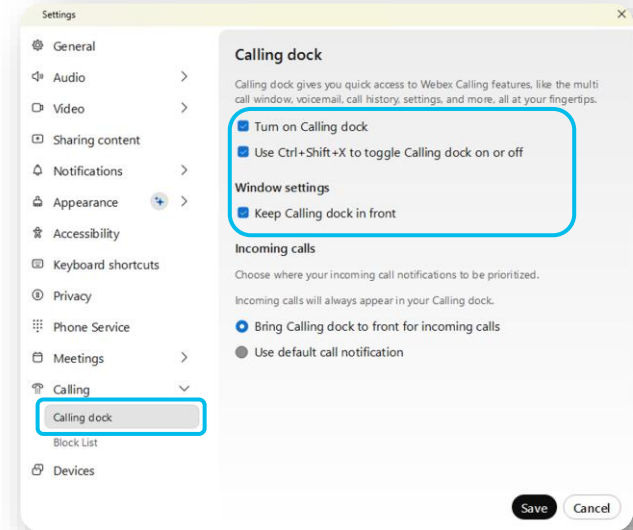 Settings
General
Audio
Video
Sharing content
Notifications
Appearance
Accessibility
Keyboard shortcuts
Privacy
Phone Service
Meetings
Calling
Calling dock
Block List
Devices
Calling dock
Calling dock gives you quick access to Webex Calling features, like the multi
call window, voicemail, call history, settings, and more, all at your fingertips.
Turn on Calling dock
Use Ctrl+Shift+X to toggle Calling dock on or off
Window settings
Keep Calling dock in front
Incoming calls
Choose where your incoming call notifications to be prioritized.
Incoming calls will always appear in your Calling dock.
Bring Calling dock to front for incoming calls
Use default call notification
Save
Cancel